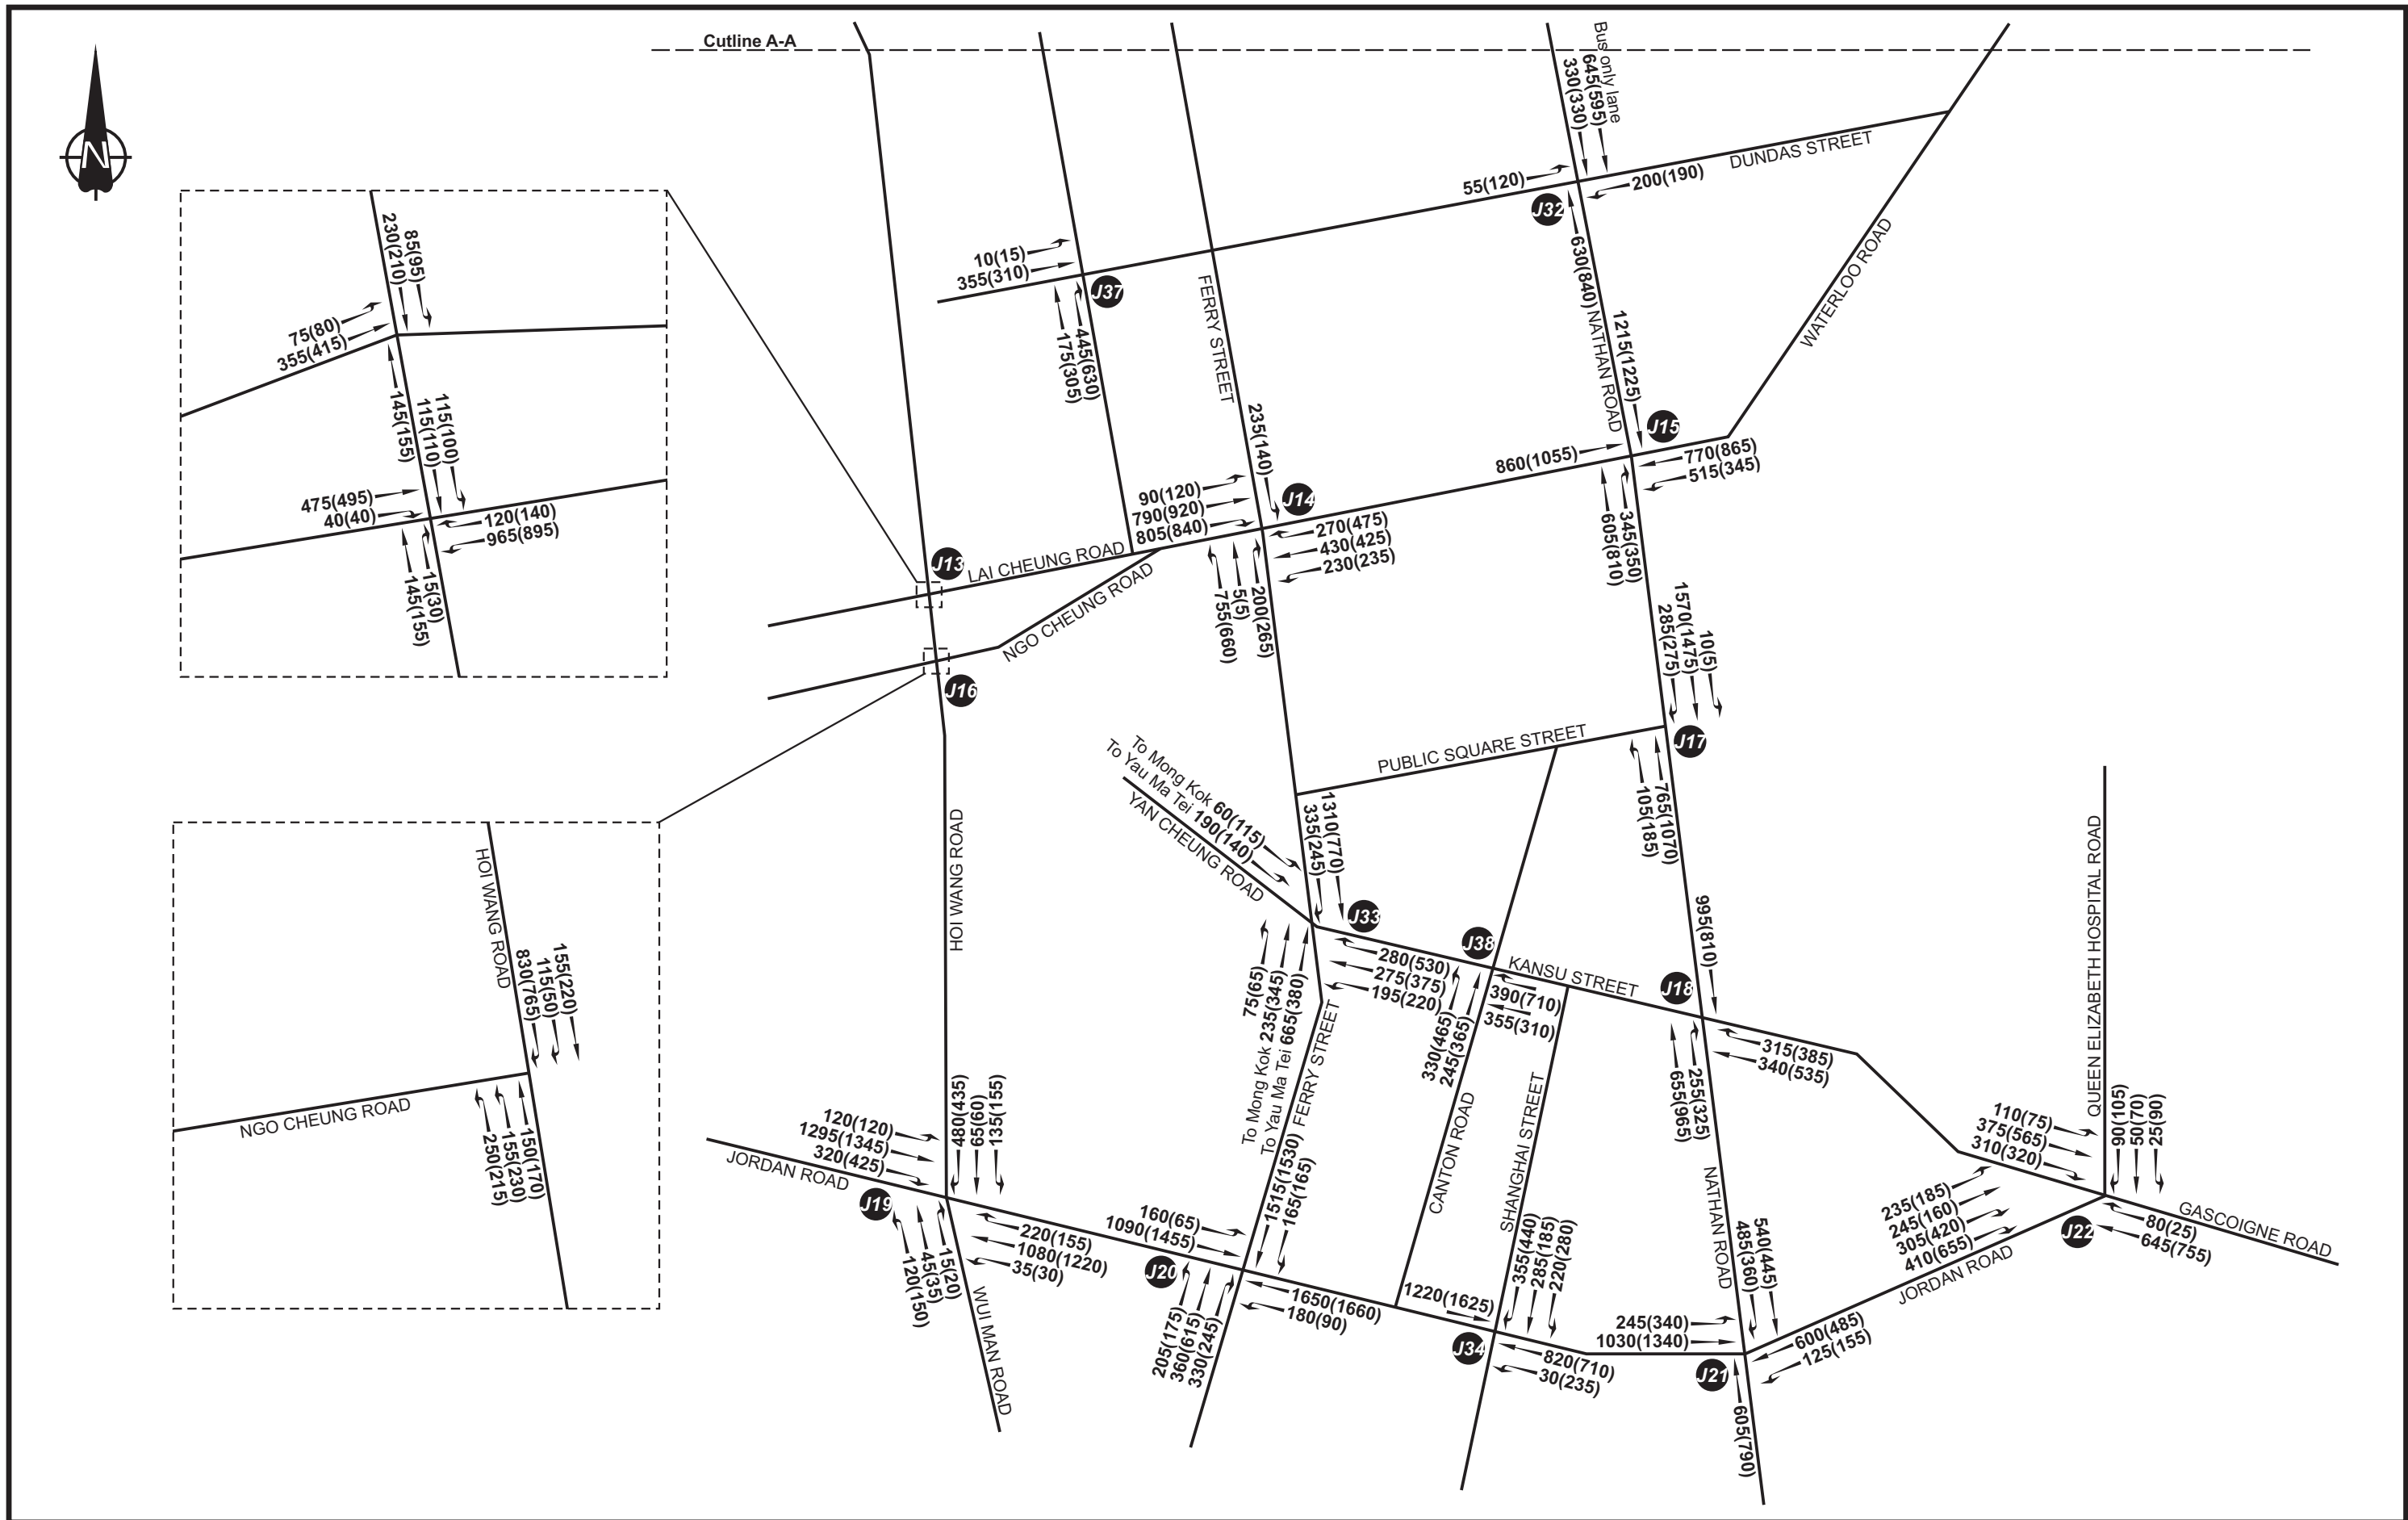 Cutline A-A
Bus only lane
645(595)
330(330)
DUNDAS STREET
55(120)
200(190)
J32
630(840)
NATHAN ROAD
1215(1225)
WATERLOO ROAD
N
230(210)
85(95)
75(80)
355(415)
145(155)
115(110)
115(100)
475(495)
40(40)
120(140)
965(895)
145(155)
15(30)
10(15)
355(310)
J37
175(305)
445(630)
FERRY STREET
235(140)
860(1055)
J15
770(865)
515(345)
605(810)
345(350)
90(120)
790(920)
805(840)
J14
270(475)
430(425)
230(235)
755(660)
5(5)
200(265)
J13
LAI CHEUNG ROAD
NGO CHEUNG ROAD
J16
285(275)
1570(1475)
10(5)
J17
PUBLIC SQUARE STREET
105(185)
765(1070)
To Mong Kok 60(115)
To Yau Ma Tei 190(140)
YAN CHEUNG ROAD
335(245)
1310(770)
HOI WANG ROAD
HOI WANG ROAD
830(765)
115(50)
155(220)
NGO CHEUNG ROAD
250(215)
155(230)
150(170)
J33
75(65)
To Mong Kok 235(345)
To Yau Ma Tei 665(380)
280(530)
275(375)
195(220)
FERRY STREET
J38
KANSU STREET
390(710)
355(310)
330(465)
245(365)
995(810)
J18
315(385)
340(535)
655(965)
255(325)
QUEEN ELIZABETH HOSPITAL ROAD
CANTON ROAD
SHANGHAI STREET
NATHAN ROAD
120(120)
1295(1345)
320(425)
JORDAN ROAD
480(435)
65(60)
135(155)
J19
120(150)
45(35)
15(20)
220(155)
1080(1220)
35(30)
WUI MAN ROAD
160(65)
1090(1455)
1515(1530)
165(165)
J20
205(175)
360(615)
330(245)
1650(1660)
180(90)
1220(1625)
355(440)
285(185)
220(280)
J34
820(710)
30(235)
245(340)
1030(1340)
485(360)
540(445)
J21
600(485)
125(155)
605(790)
110(75)
375(565)
310(320)
90(105)
50(70)
25(90)
235(185)
245(160)
305(420)
410(655)
JORDAN ROAD
J22
80(25)
645(755)
GASCOIGNE ROAD